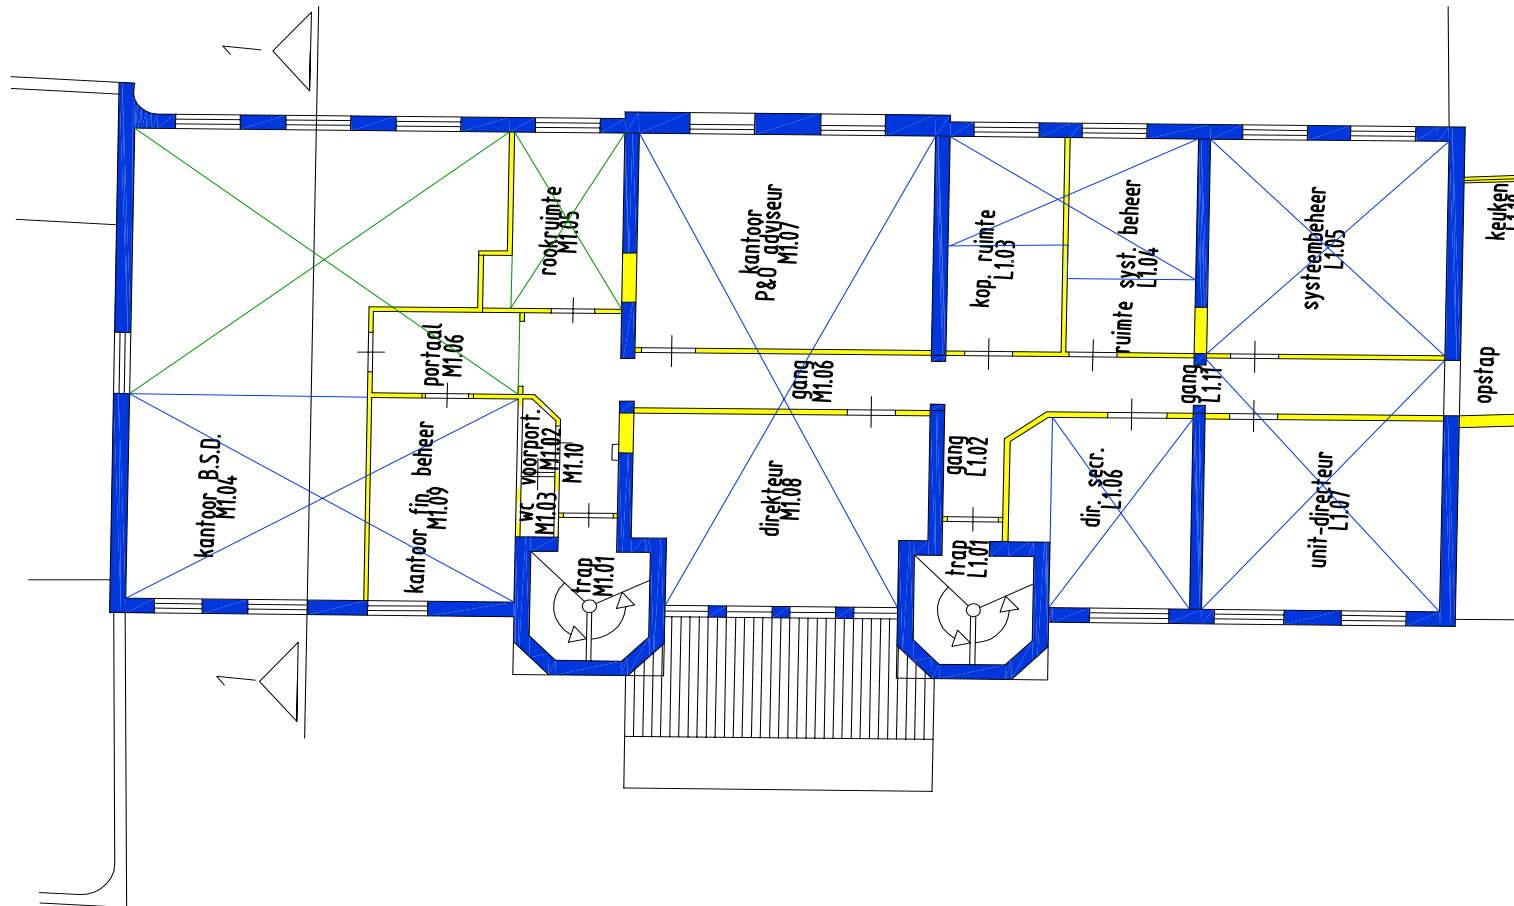 1
rookruimte
M1.05
kantoor
P&O adviseur
M1.07
kop. ruimte
L1.03
ruimte syst. beheer
L1.04
systeembeheer
L1.05
keuken
portaal
M1.06
gang
M1.06
gang
L1.11
opstap
kantoor B.S.D.
M1.04
kantoor fin. beheer
M1.09
wc voorport.
M1.03 M1.02
M1.10
direkteur
M1.08
gang
L1.02
dir. secr.
L1.06
unit-direkteur
L1.07
trap
M1.01
trap
L1.01
1